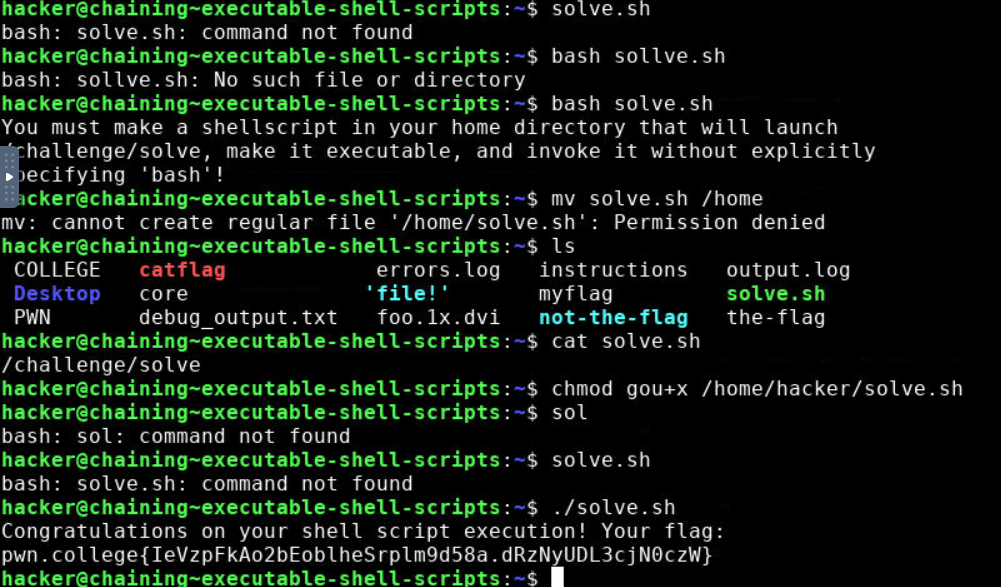 hacker@chaining~executable-shell-scripts:~$ solve.sh
bash: solve.sh: command not found
hacker@chaining~executable-shell-scripts:~$ bash sollve.sh
bash: sollve.sh: No such file or directory
hacker@chaining~executable-shell-scripts:~$ bash solve.sh
You must make a shellscript in your home directory that will launch
/challenge/solve, make it executable, and invoke it without explicitly
pecifying 'bash'!
acker@chaining~executable-shell-scripts:~$ mv solve.sh /home
mv: cannot create regular file '/home/solve.sh': Permission denied
hacker@chaining~executable-shell-scripts:~$ ls
COLLEGE catflag errors.log instructions output.log
Desktop core 'file!' myflag solve.sh
PWN debug_output.txt foo.1x.dvi not-the-flag the-flag
hacker@chaining~executable-shell-scripts:~$ cat solve.sh
/challenge/solve
hacker@chaining~executable-shell-scripts:~$ chmod gou+x /home/hacker/solve.sh
hacker@chaining~executable-shell-scripts:~$ sol
bash: sol: command not found
hacker@chaining~executable-shell-scripts:~$ solve.sh
bash: solve.sh: command not found
hacker@chaining~executable-shell-scripts:~$ ./solve.sh
Congratulations on your shell script execution! Your flag:
pwn.college{IeVzpFkAo2bEoblheSrplm9d58a.dRzNyUDL3cjN0czW}
hacker@chaining~executable-shell-scripts:~$